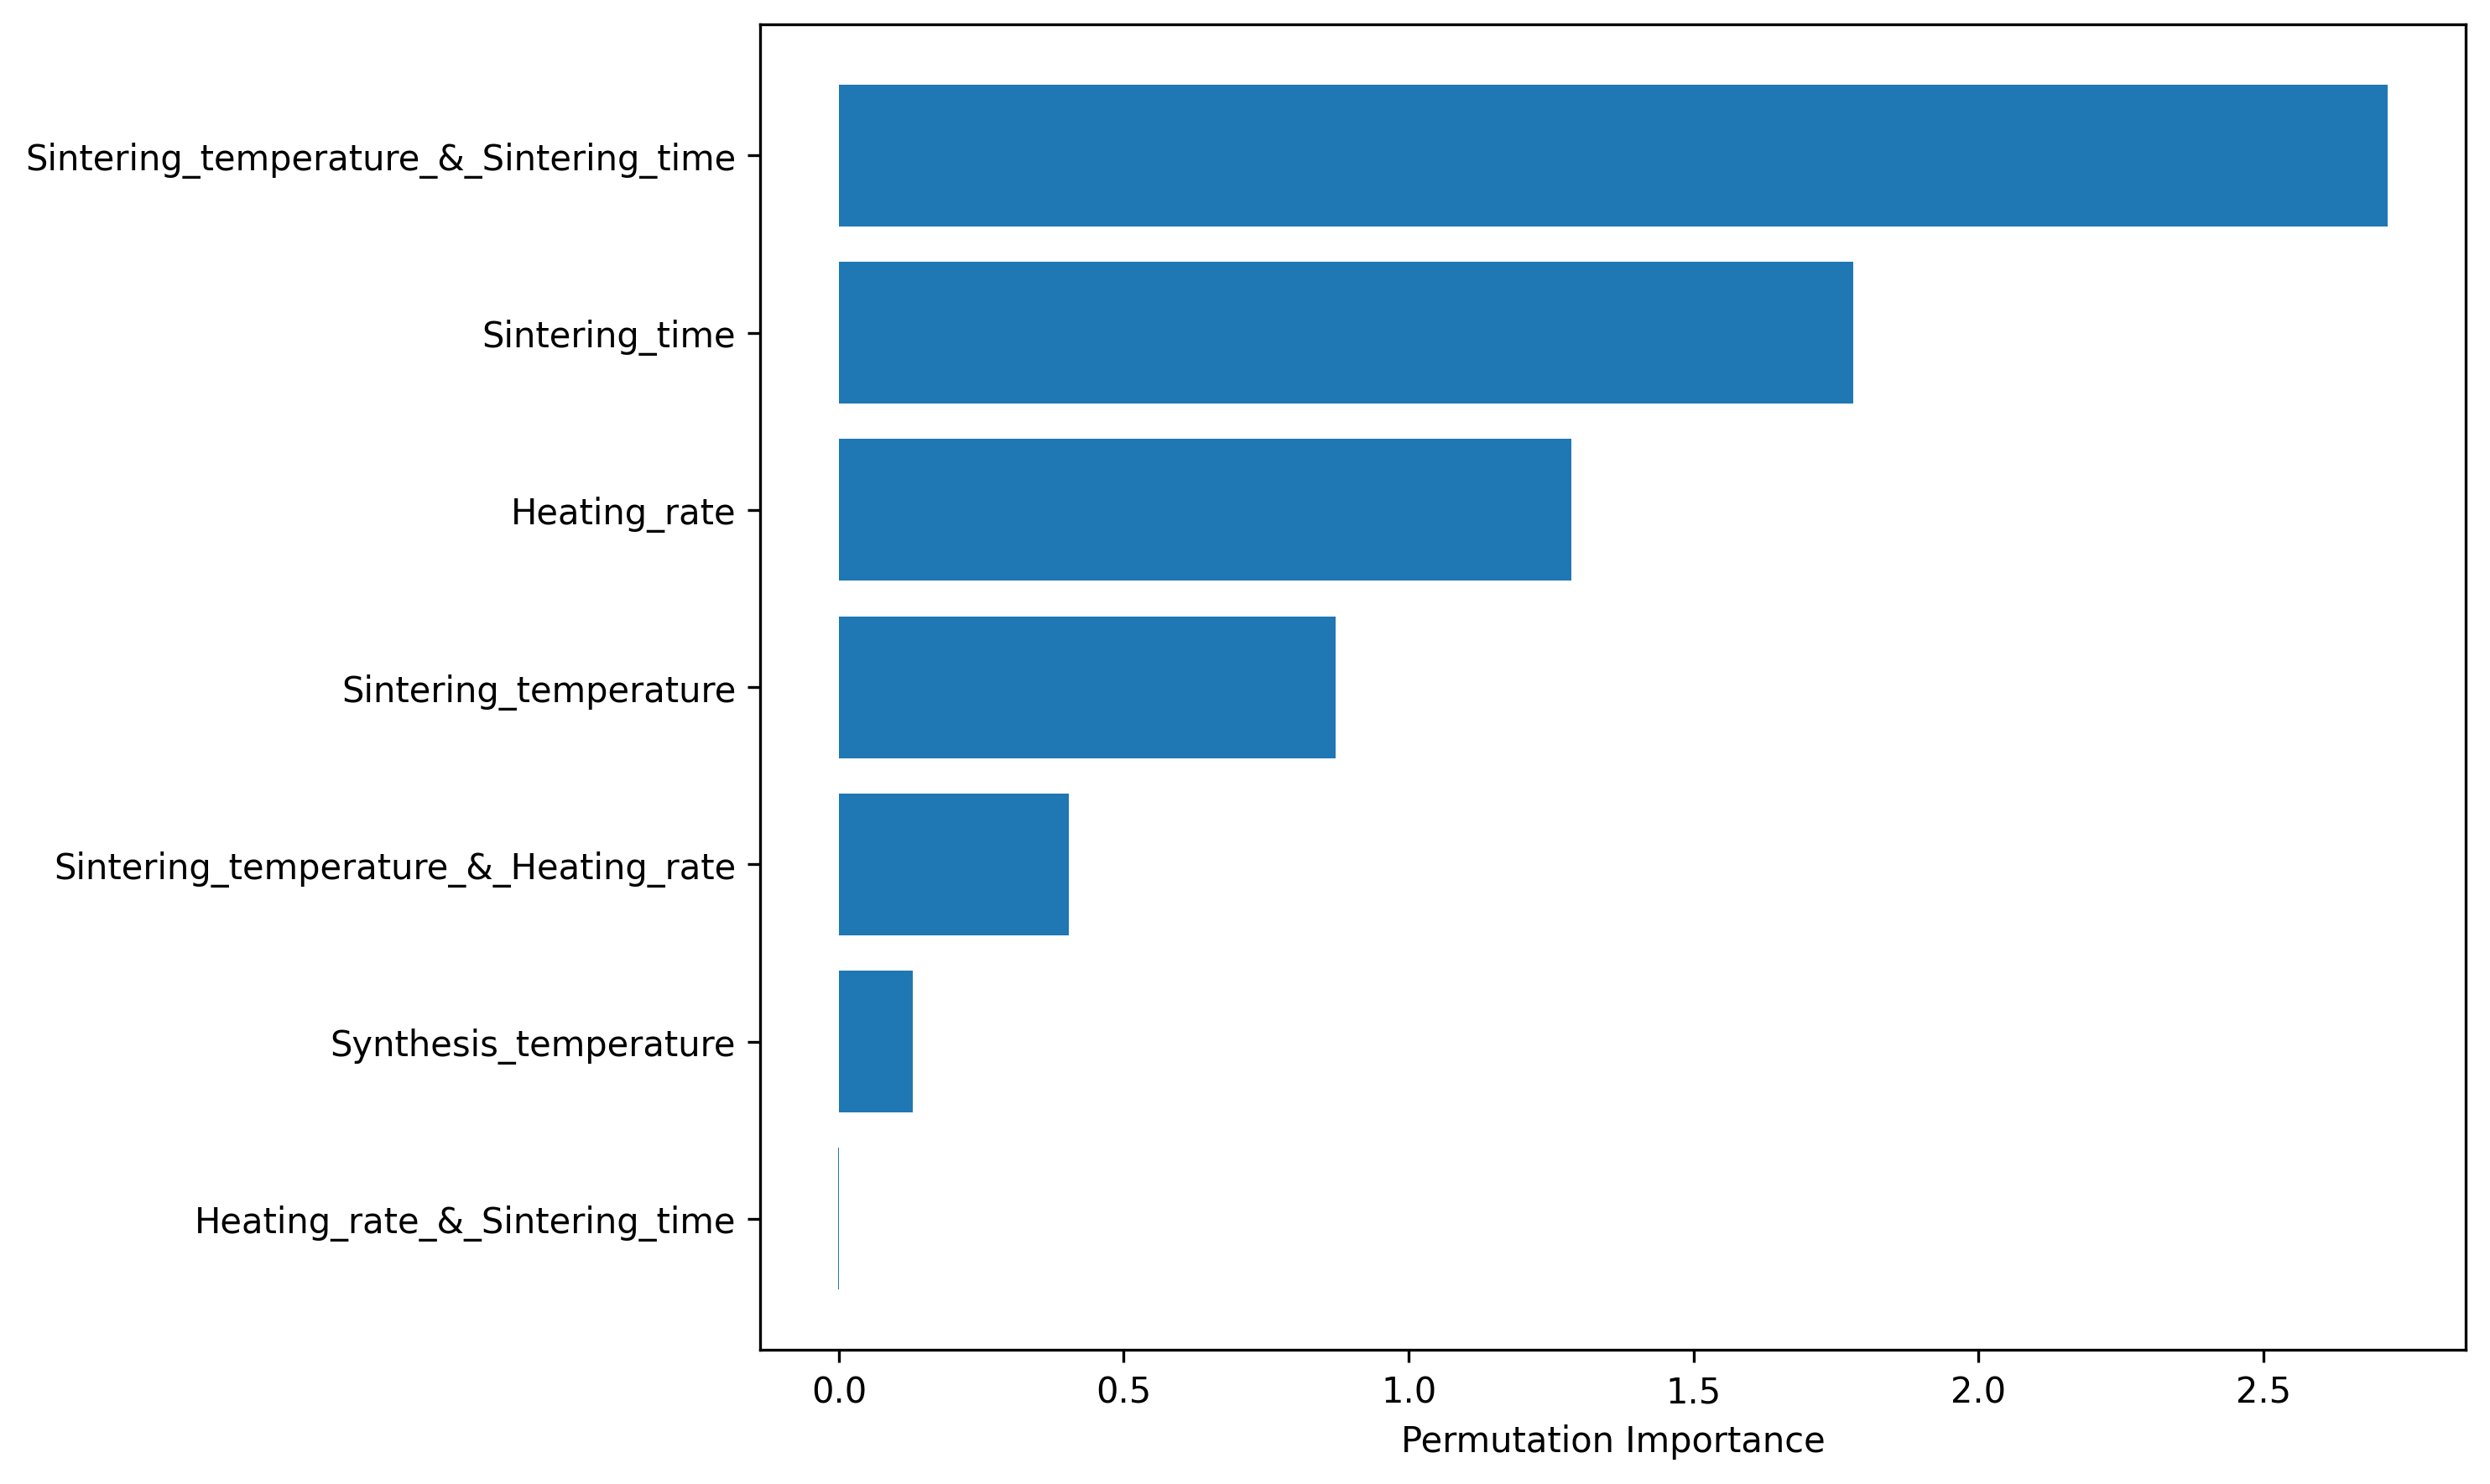 Sintering_temperature_&_Sintering_time
Sintering_time
Heating_rate
Sintering_temperature
Sintering_temperature_&_Heating_rate
Synthesis_temperature
Heating_rate_&_Sintering_time
0.0 0.5 1.0 1.5 2.0 2.5
Permutation Importance